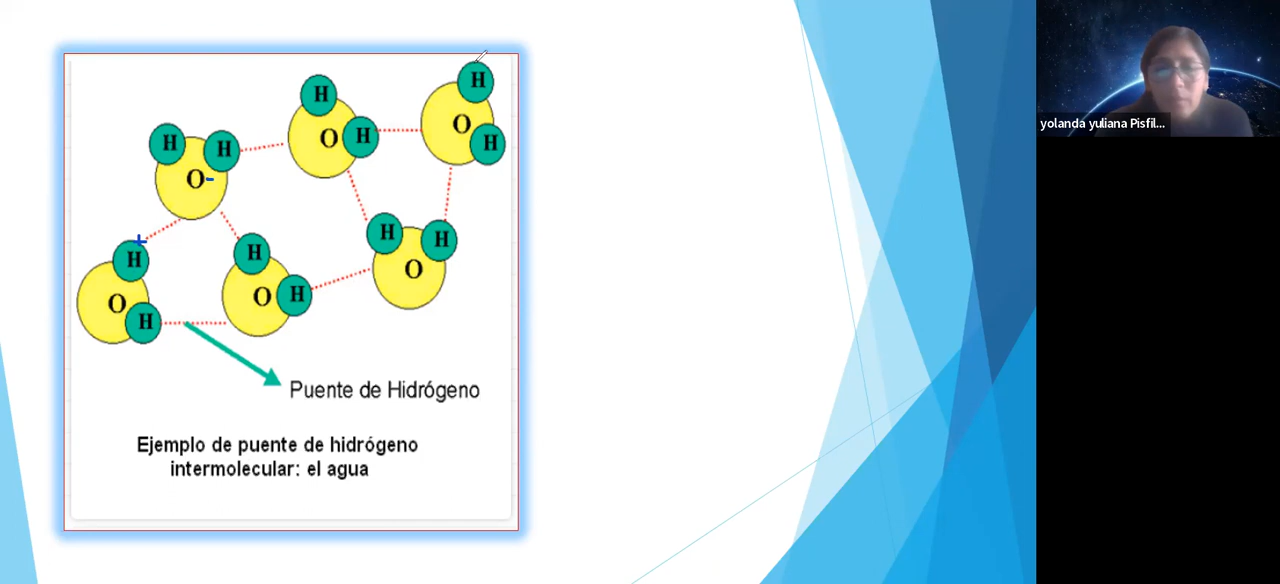 H
H
H
O
H
O
H
H
H
O-
+
H
H
H
H
O
H
O
O
H
H
Puente de Hidrógeno
Ejemplo de puente de hidrógeno
intermolecular: el agua
yolanda yuliana Pisfil...